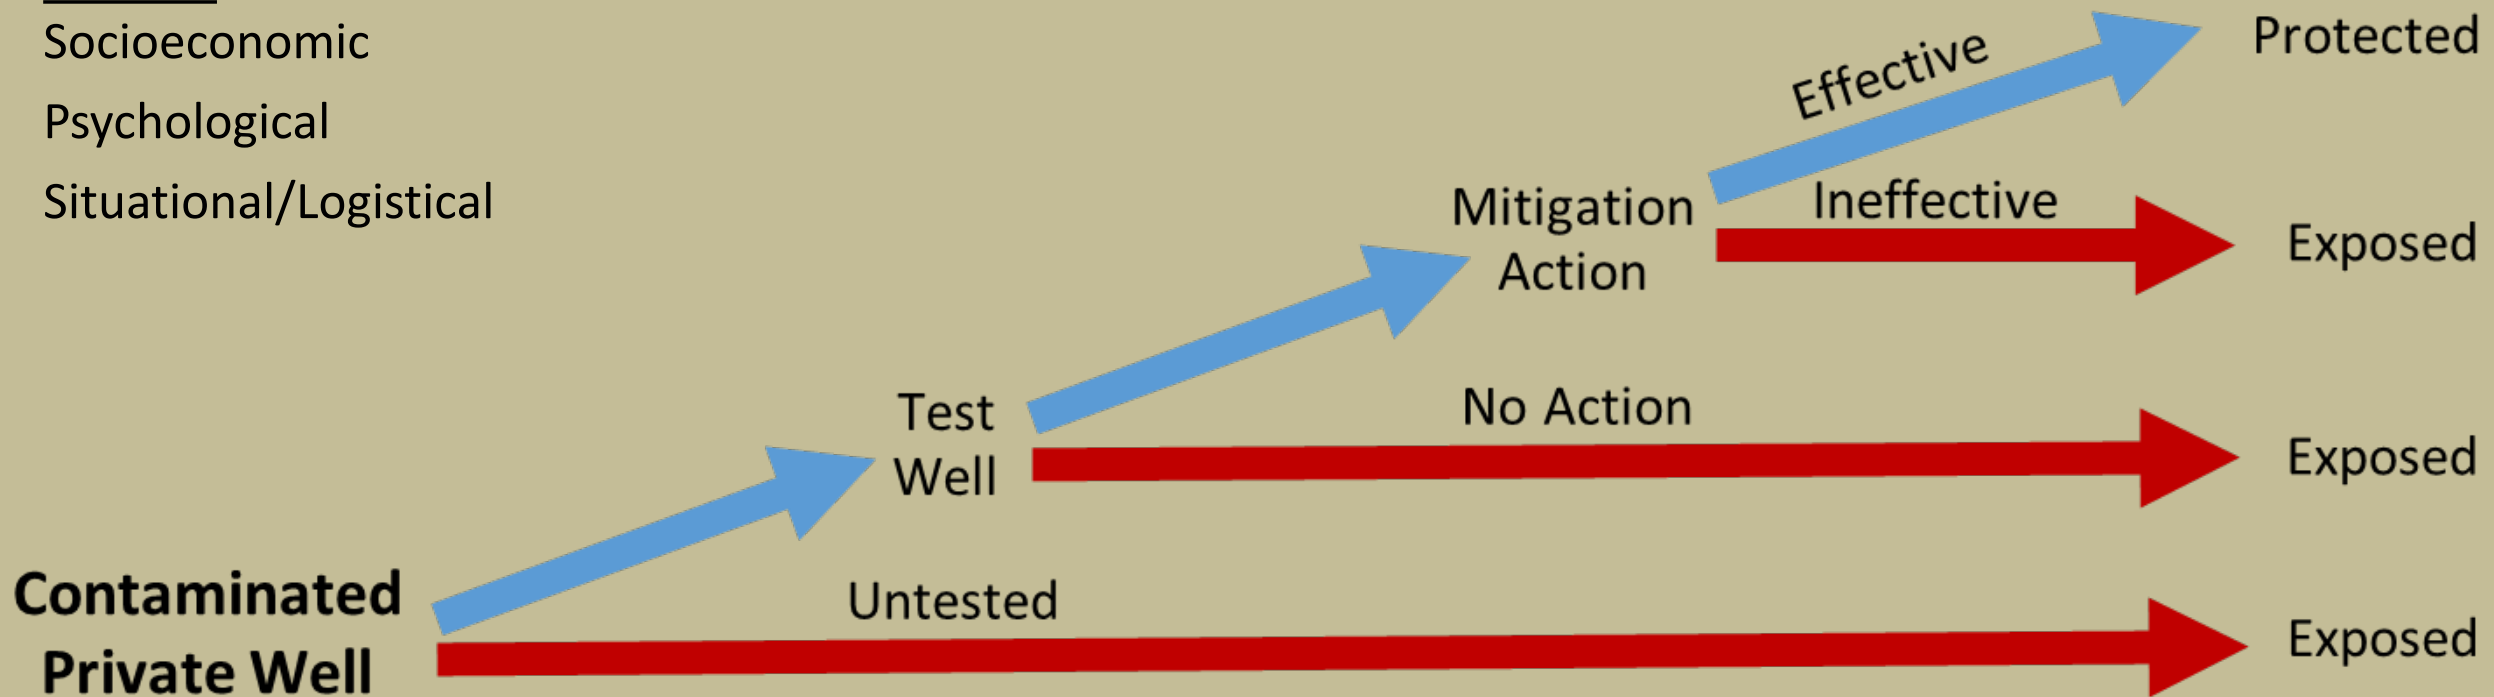 Socioeconomic
Psychological
Situational/Logistical
Effective
Protected
Mitigation
Action
Ineffective
Exposed
Test
Well
No Action
Exposed
Contaminated
Private Well
Untested
Exposed